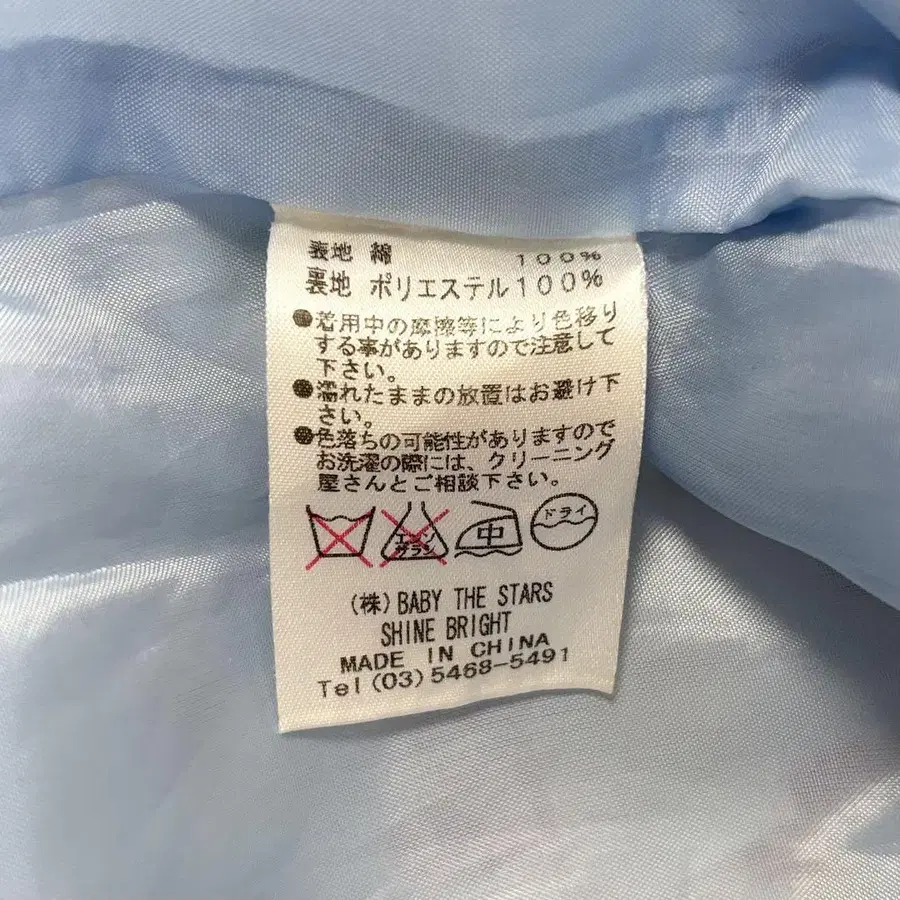 表地 綿 100%
裏地 ポリエステル100%
●着用中の摩擦等により色移り
する事がありますので注意して
下さい。
●濡れたままの放置はお避け下
さい。
●色落ちの可能性がありますので
お洗濯の際には、クリーニング
屋さんとご相談下さい。
エンソ サラシ 中 ドライ
(株)BABY THE STARS
SHINE BRIGHT
MADE IN CHINA
Tel(03)5468-5491